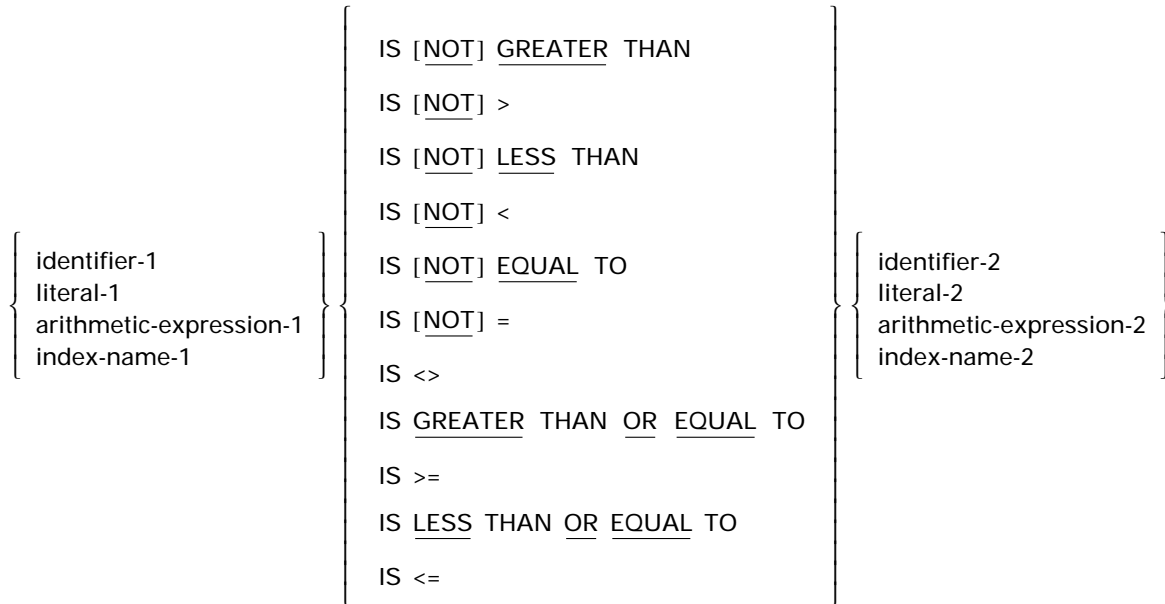 IS [NOT] GREATER THAN
IS [NOT] >
IS [NOT] LESS THAN
IS [NOT] <
IS [NOT] EQUAL TO
IS [NOT] =
IS <>
IS GREATER THAN OR EQUAL TO
IS >=
IS LESS THAN OR EQUAL TO
IS <=
identifier-1
literal-1
arithmetic-expression-1
index-name-1
identifier-2
literal-2
arithmetic-expression-2
index-name-2